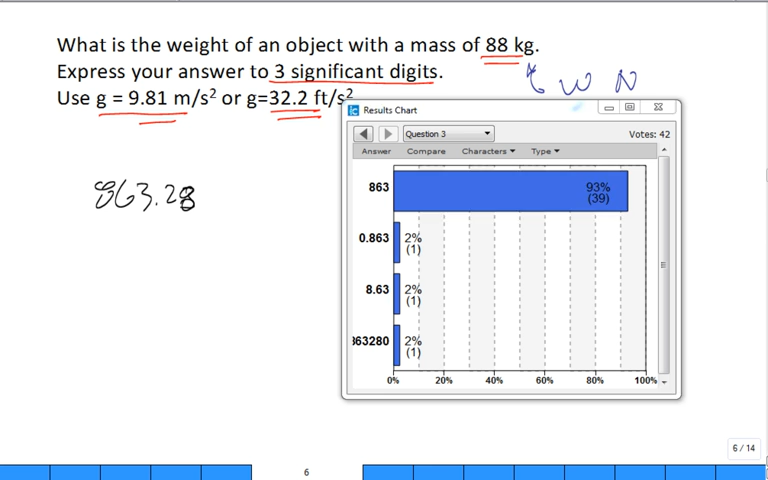 What is the weight of an object with a mass of 88 kg.
Express your answer to 3 significant digits.
Use g = 9.81 m/s² or g=32.2 ft/s²
W N
863.28
Results Chart
Question 3
Votes: 42
Answer Compare Characters Type
863 93% (39)
0.863 2% (1)
8.63 2% (1)
363280 2% (1)
0% 20% 40% 60% 80% 100%
6 / 14
6